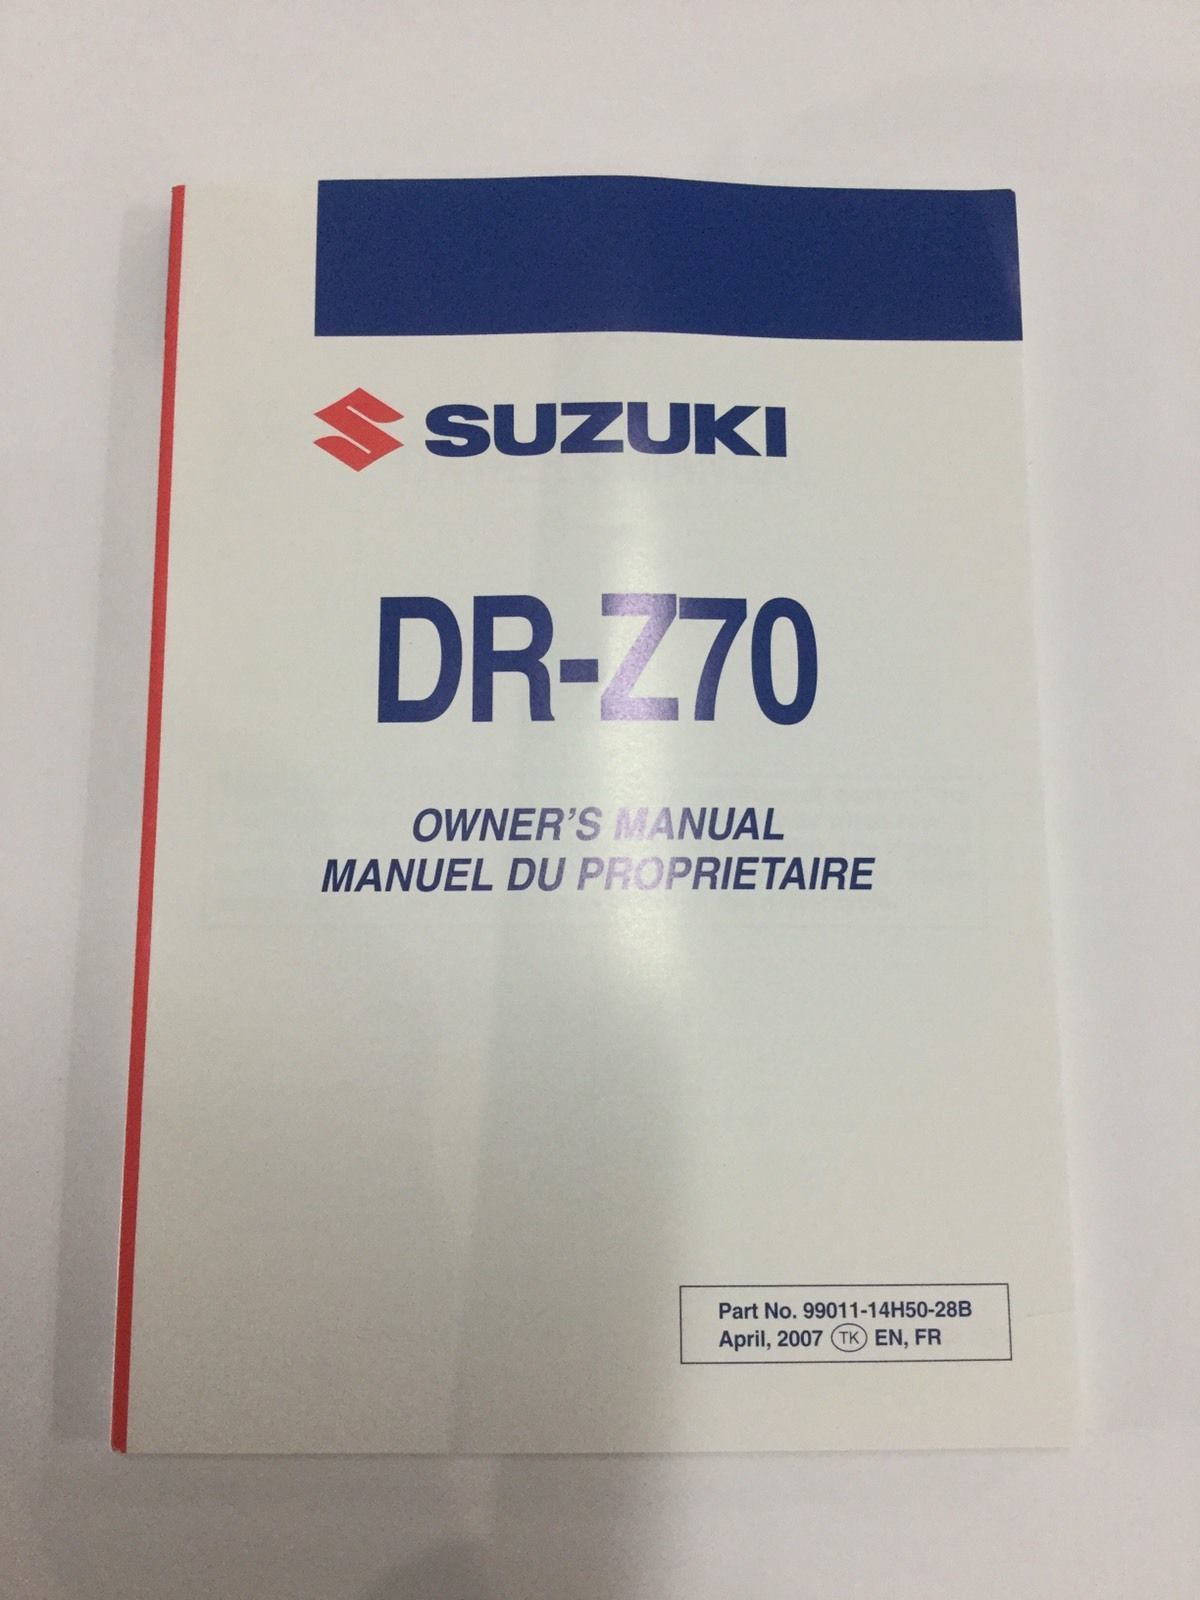 SUZUKI
DR-Z70
OWNER'S MANUAL
MANUEL DU PROPRIETAIRE
Part No. 99011-14H50-28B
April, 2007 TK EN, FR